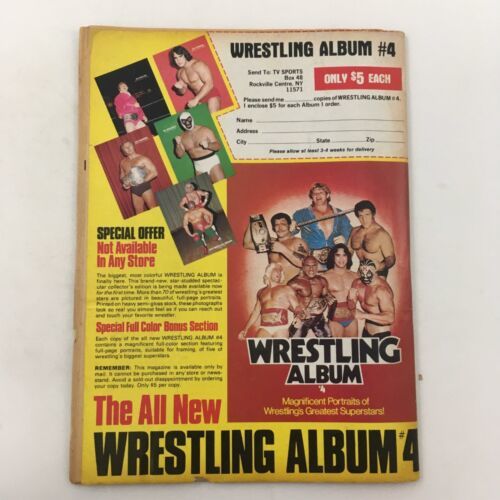 WRESTLING ALBUM #4
Send To: TV SPORTS
Box 48
Rockville Centre, NY
11571
ONLY $5 EACH
Please send me copies of WRESTLING ALBUM #4.
I enclose $5 for each Album I order.
Name
Address
City State Zip
Please allow at least 3-4 weeks for delivery
SPECIAL OFFER
Not Available
In Any Store
The biggest, most colorful WRESTLING ALBUM is
finally here. This brand-new, star-studded spectac-
ular collector's edition is being made available now
for the first time. More than 70 of wrestling's greatest
stars are pictured in beautiful, full-page portraits.
Printed on heavy semi-gloss stock, these photographs
look so real you almost feel as if you can reach out
and touch your favorite wrestler.
Special Full Color Bonus Section
Each copy of the all new WRESTLING ALBUM #4
contains a magnificent full-color section featuring
full-page portraits, suitable for framing, of five of
wrestling's biggest superstars.
REMEMBER: This magazine is available only by
mail. It cannot be purchased in any store or news-
stand. Avoid a sold-out disappointment by ordering
your copy today. Only $5 per copy.
WRESTLING
ALBUM
#4
Magnificent Portraits of
Wrestling's Greatest Superstars!
The All New
WRESTLING ALBUM #4